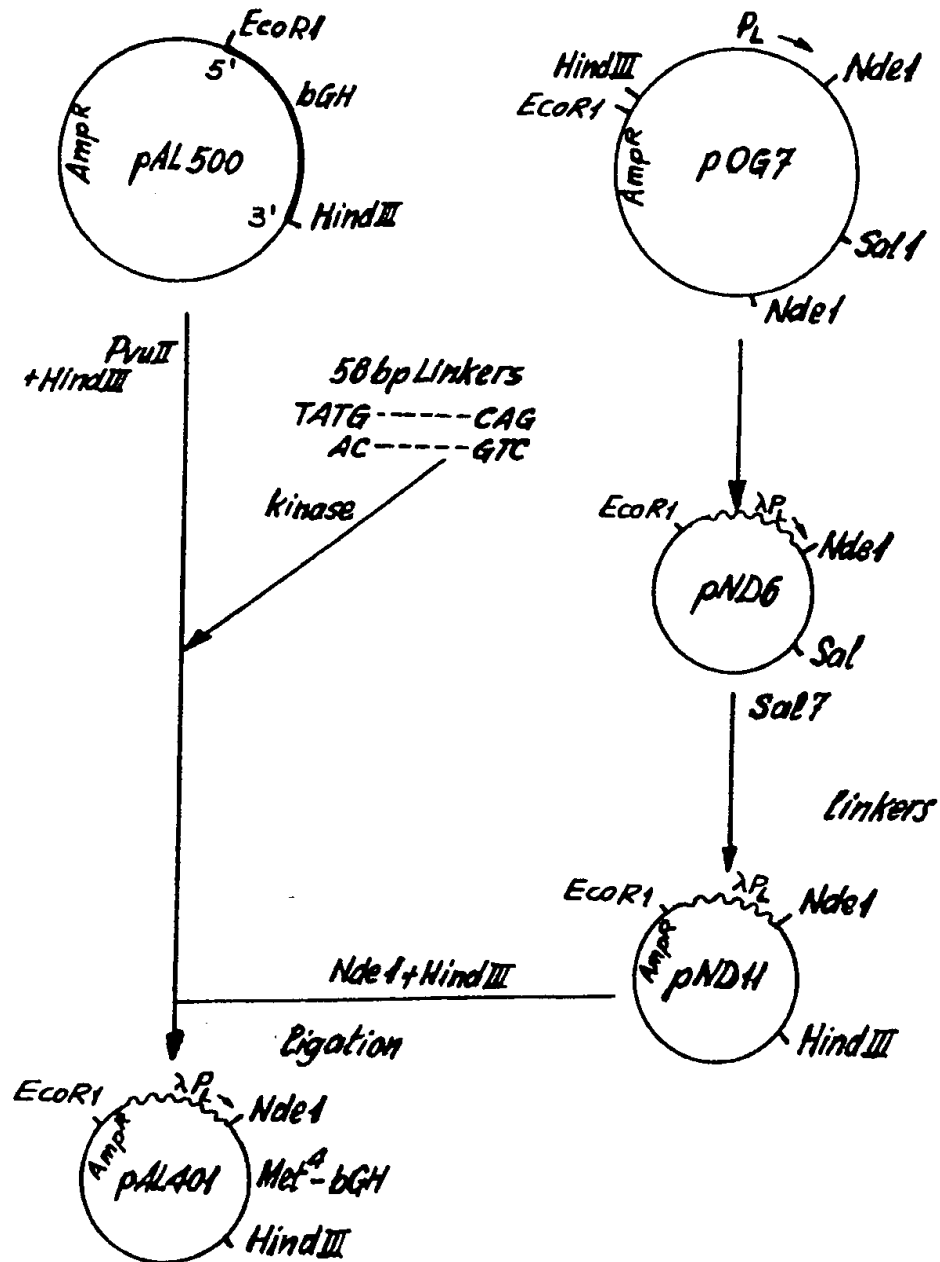 EcoR1
5'
bGH
AmpR
pAL500
3'
HindIII
PL
Nde1
HindIII
EcoR1
AmpR
pOG7
Sal1
Nde1
PvuII
+HindIII
58bp Linkers
TATG------CAG
AC-----GTC
kinase
EcoR1
λPL
Nde1
pND6
Sal
Sal7
linkers
EcoR1
λPL
Nde1
AmpR
pNDH
HindIII
Nde1+HindIII
ligation
EcoR1
λPL
Nde1
AmpR
pAL401
Met4-bGH
HindIII